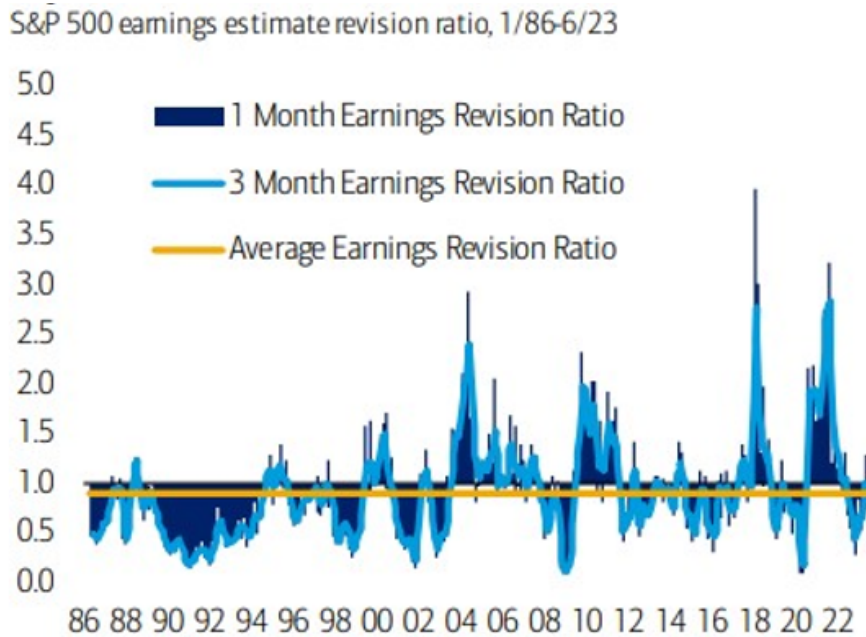 S&P 500 earnings estimate revision ratio, 1/86-6/23
5.0
1 Month Earnings Revision Ratio
4.5
4.0
3 Month Earnings Revision Ratio
3.5
Average Earnings Revision Ratio
3.0
2.5
2.0
1.5
1.0
0.5
0.0
86 88 90 92 94 96 98 00 02 04 06 08 10 12 14 16 18 20 22